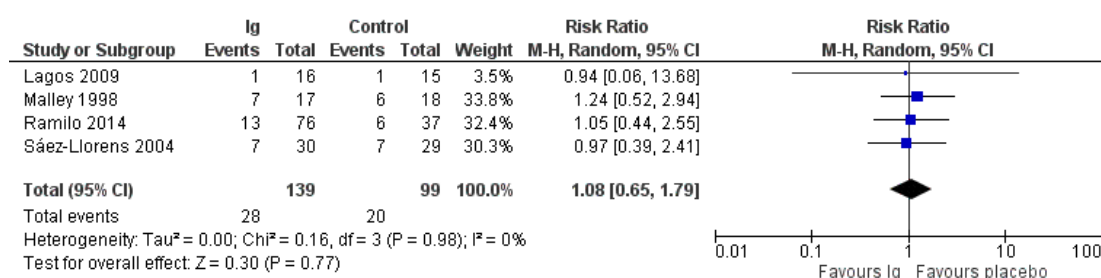 Ig Control Risk Ratio Risk Ratio
Study or Subgroup Events Total Events Total Weight M-H, Random, 95% CI M-H, Random, 95% CI
Lagos 2009 1 16 1 15 3.5% 0.94 [0.06, 13.68]
Malley 1998 7 17 6 18 33.8% 1.24 [0.52, 2.94]
Ramilo 2014 13 76 6 37 32.4% 1.05 [0.44, 2.55]
Sáez-Llorens 2004 7 30 7 29 30.3% 0.97 [0.39, 2.41]
Total (95% CI) 139 99 100.0% 1.08 [0.65, 1.79]
Total events 28 20
Heterogeneity: Tau² = 0.00; Chi² = 0.16, df = 3 (P = 0.98); I² = 0%
Test for overall effect: Z = 0.30 (P = 0.77)
0.01 0.1 1 10 100
Favours Ig Favours placebo